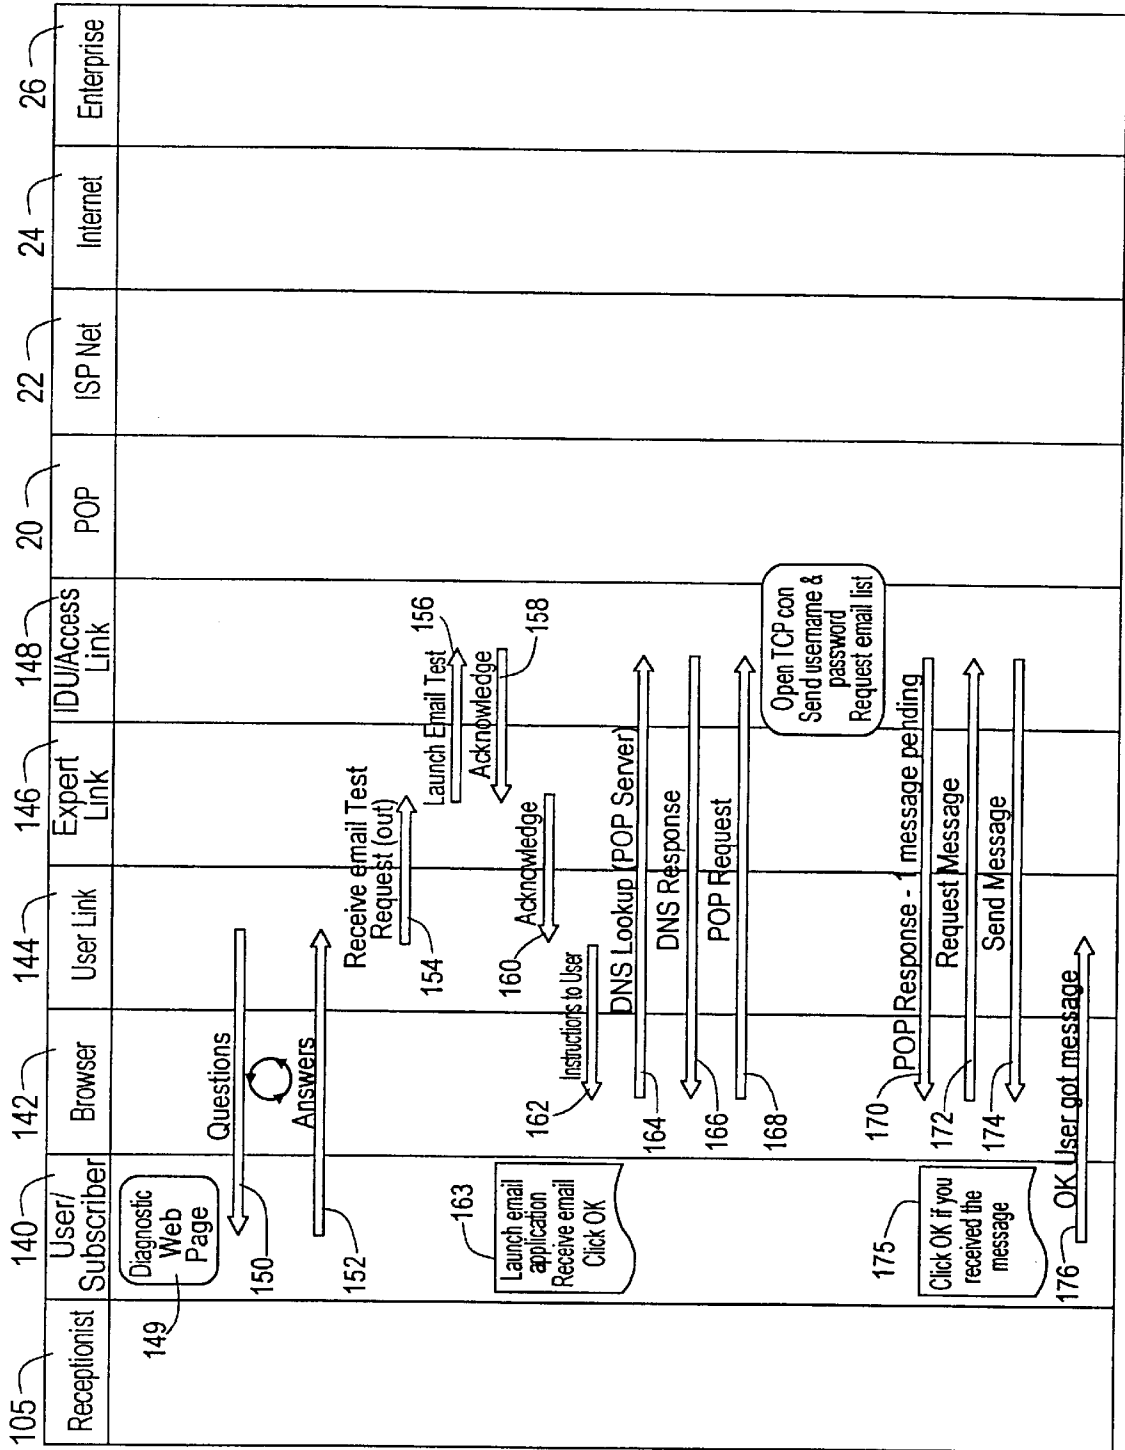 105
140
142
144
146
148
20
22
24
26
Receptionist
User/
Subscriber
Browser
User Link
Expert
Link
IDU/Access
Link
POP
ISP Net
Internet
Enterprise
149
Diagnostic
Web
Page
Questions
150
Answers
152
Receive email Test
Request (out)
154
Launch Email Test
156
Acknowledge
158
Acknowledge
160
Instructions to User
162
163
Launch email
application
Receive email
Click OK
DNS Lookup (POP Server)
164
DNS Response
166
POP Request
168
Open TCP con
Send username &
password
Request email list
POP Response - 1 message pending
170
Request Message
172
Send Message
174
175
Click OK if you
received the
message
OK User got message
176